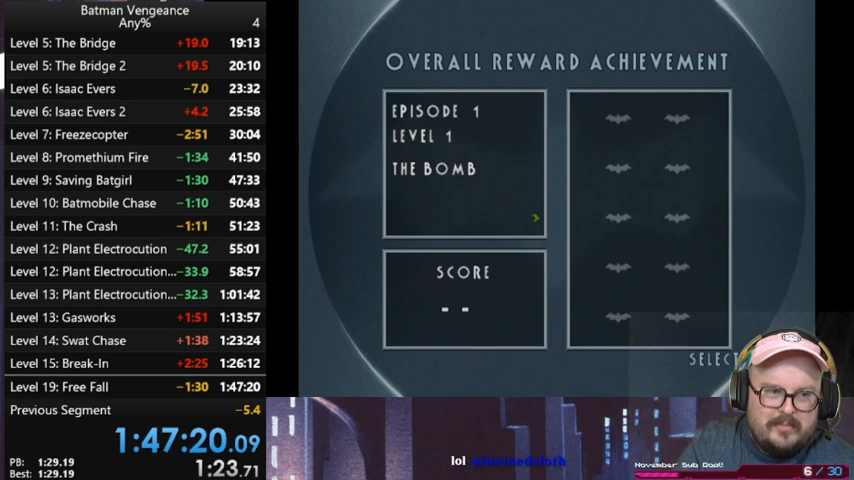 Batman Vengeance
Any% 4
Level 5: The Bridge +19.0 19:13
Level 5: The Bridge 2 +19.5 20:10
Level 6: Isaac Evers −7.0 23:32
Level 6: Isaac Evers 2 +4.2 25:58
Level 7: Freezecopter −2:51 30:04
Level 8: Promethium Fire −1:34 41:50
Level 9: Saving Batgirl −1:30 47:33
Level 10: Batmobile Chase −1:10 50:43
Level 11: The Crash −1:11 51:23
Level 12: Plant Electrocution −47.2 55:01
Level 12: Plant Electrocution... −33.9 58:57
Level 13: Plant Electrocution... −32.3 1:01:42
Level 13: Gasworks +1:51 1:13:57
Level 14: Swat Chase +1:38 1:23:24
Level 15: Break-In +2:25 1:26:12
Level 19: Free Fall −1:30 1:47:20
Previous Segment −5.4
1:47:20.09
PB: 1:29.19
Best: 1:29.19
1:23.71
OVERALL REWARD ACHIEVEMENT
EPISODE 1
LEVEL 1
THE BOMB
>
SCORE
- -
SELECT
lol ninetoedsloth
November Sub Goal!
6 / 30